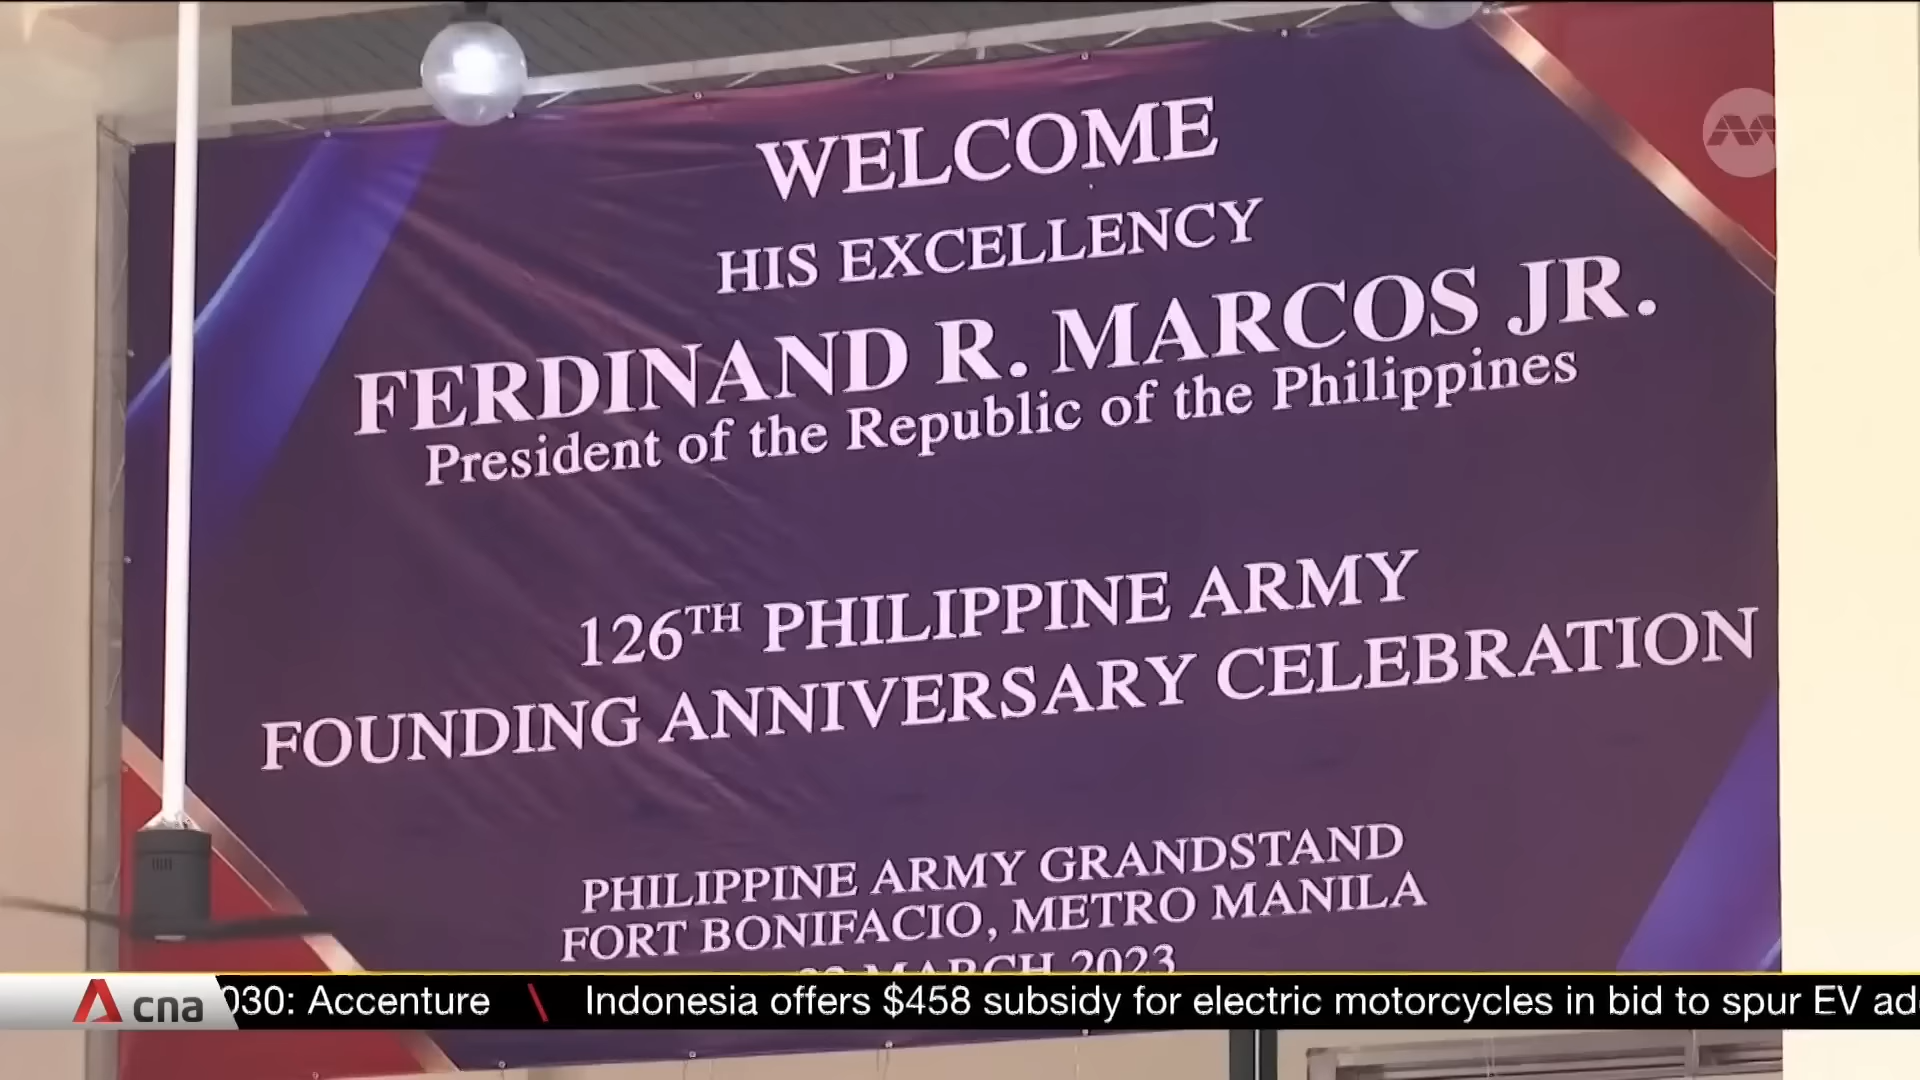 WELCOME
HIS EXCELLENCY
FERDINAND R. MARCOS JR.
President of the Republic of the Philippines
126TH PHILIPPINE ARMY
FOUNDING ANNIVERSARY CELEBRATION
PHILIPPINE ARMY GRANDSTAND
FORT BONIFACIO, METRO MANILA
MARCH 2023
cna
030: Accenture \ Indonesia offers $458 subsidy for electric motorcycles in bid to spur EV